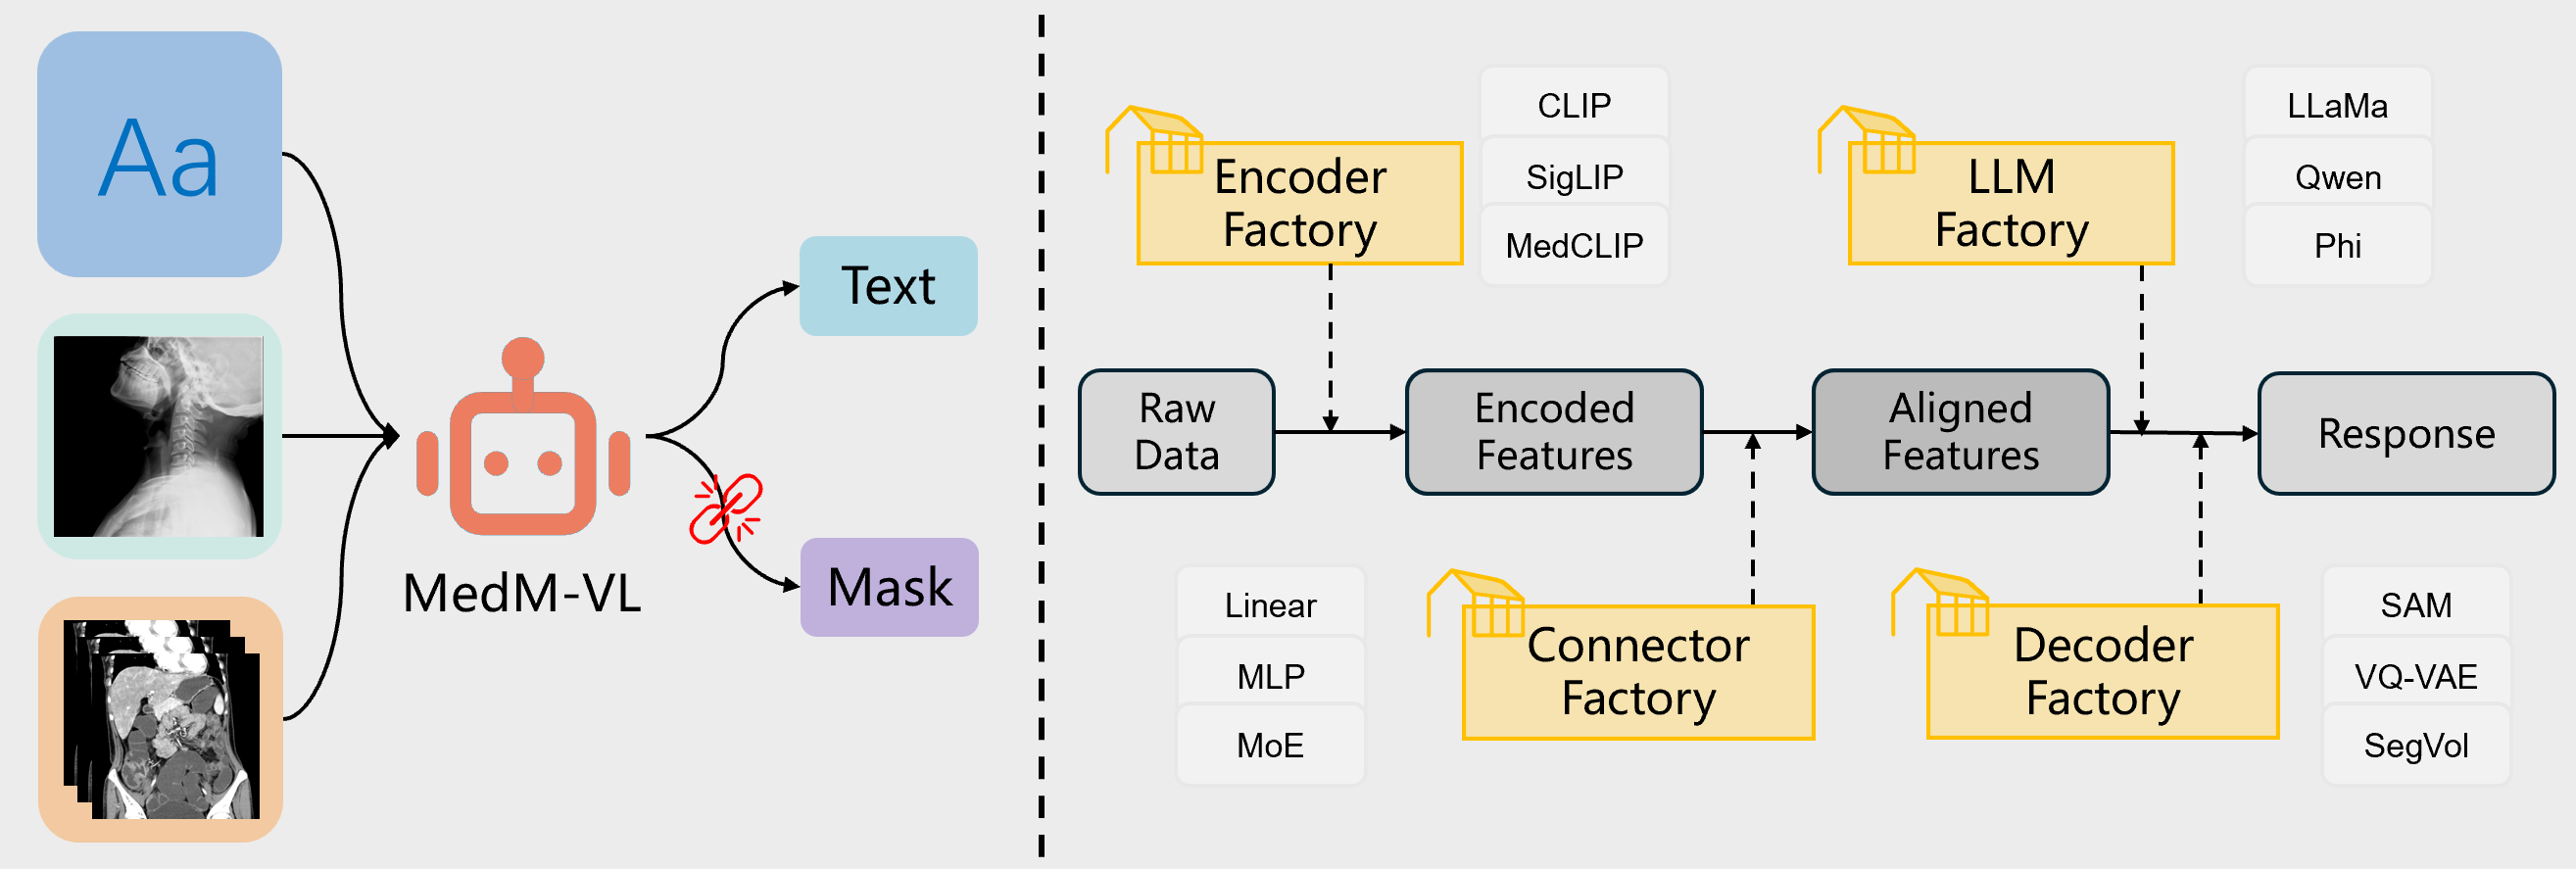 Aa
MedM-VL
Text
Mask
Encoder
Factory
CLIP
SigLIP
MedCLIP
LLM
Factory
LLaMa
Qwen
Phi
Raw
Data
Encoded
Features
Aligned
Features
Response
Linear
MLP
MoE
Connector
Factory
Decoder
Factory
SAM
VQ-VAE
SegVol